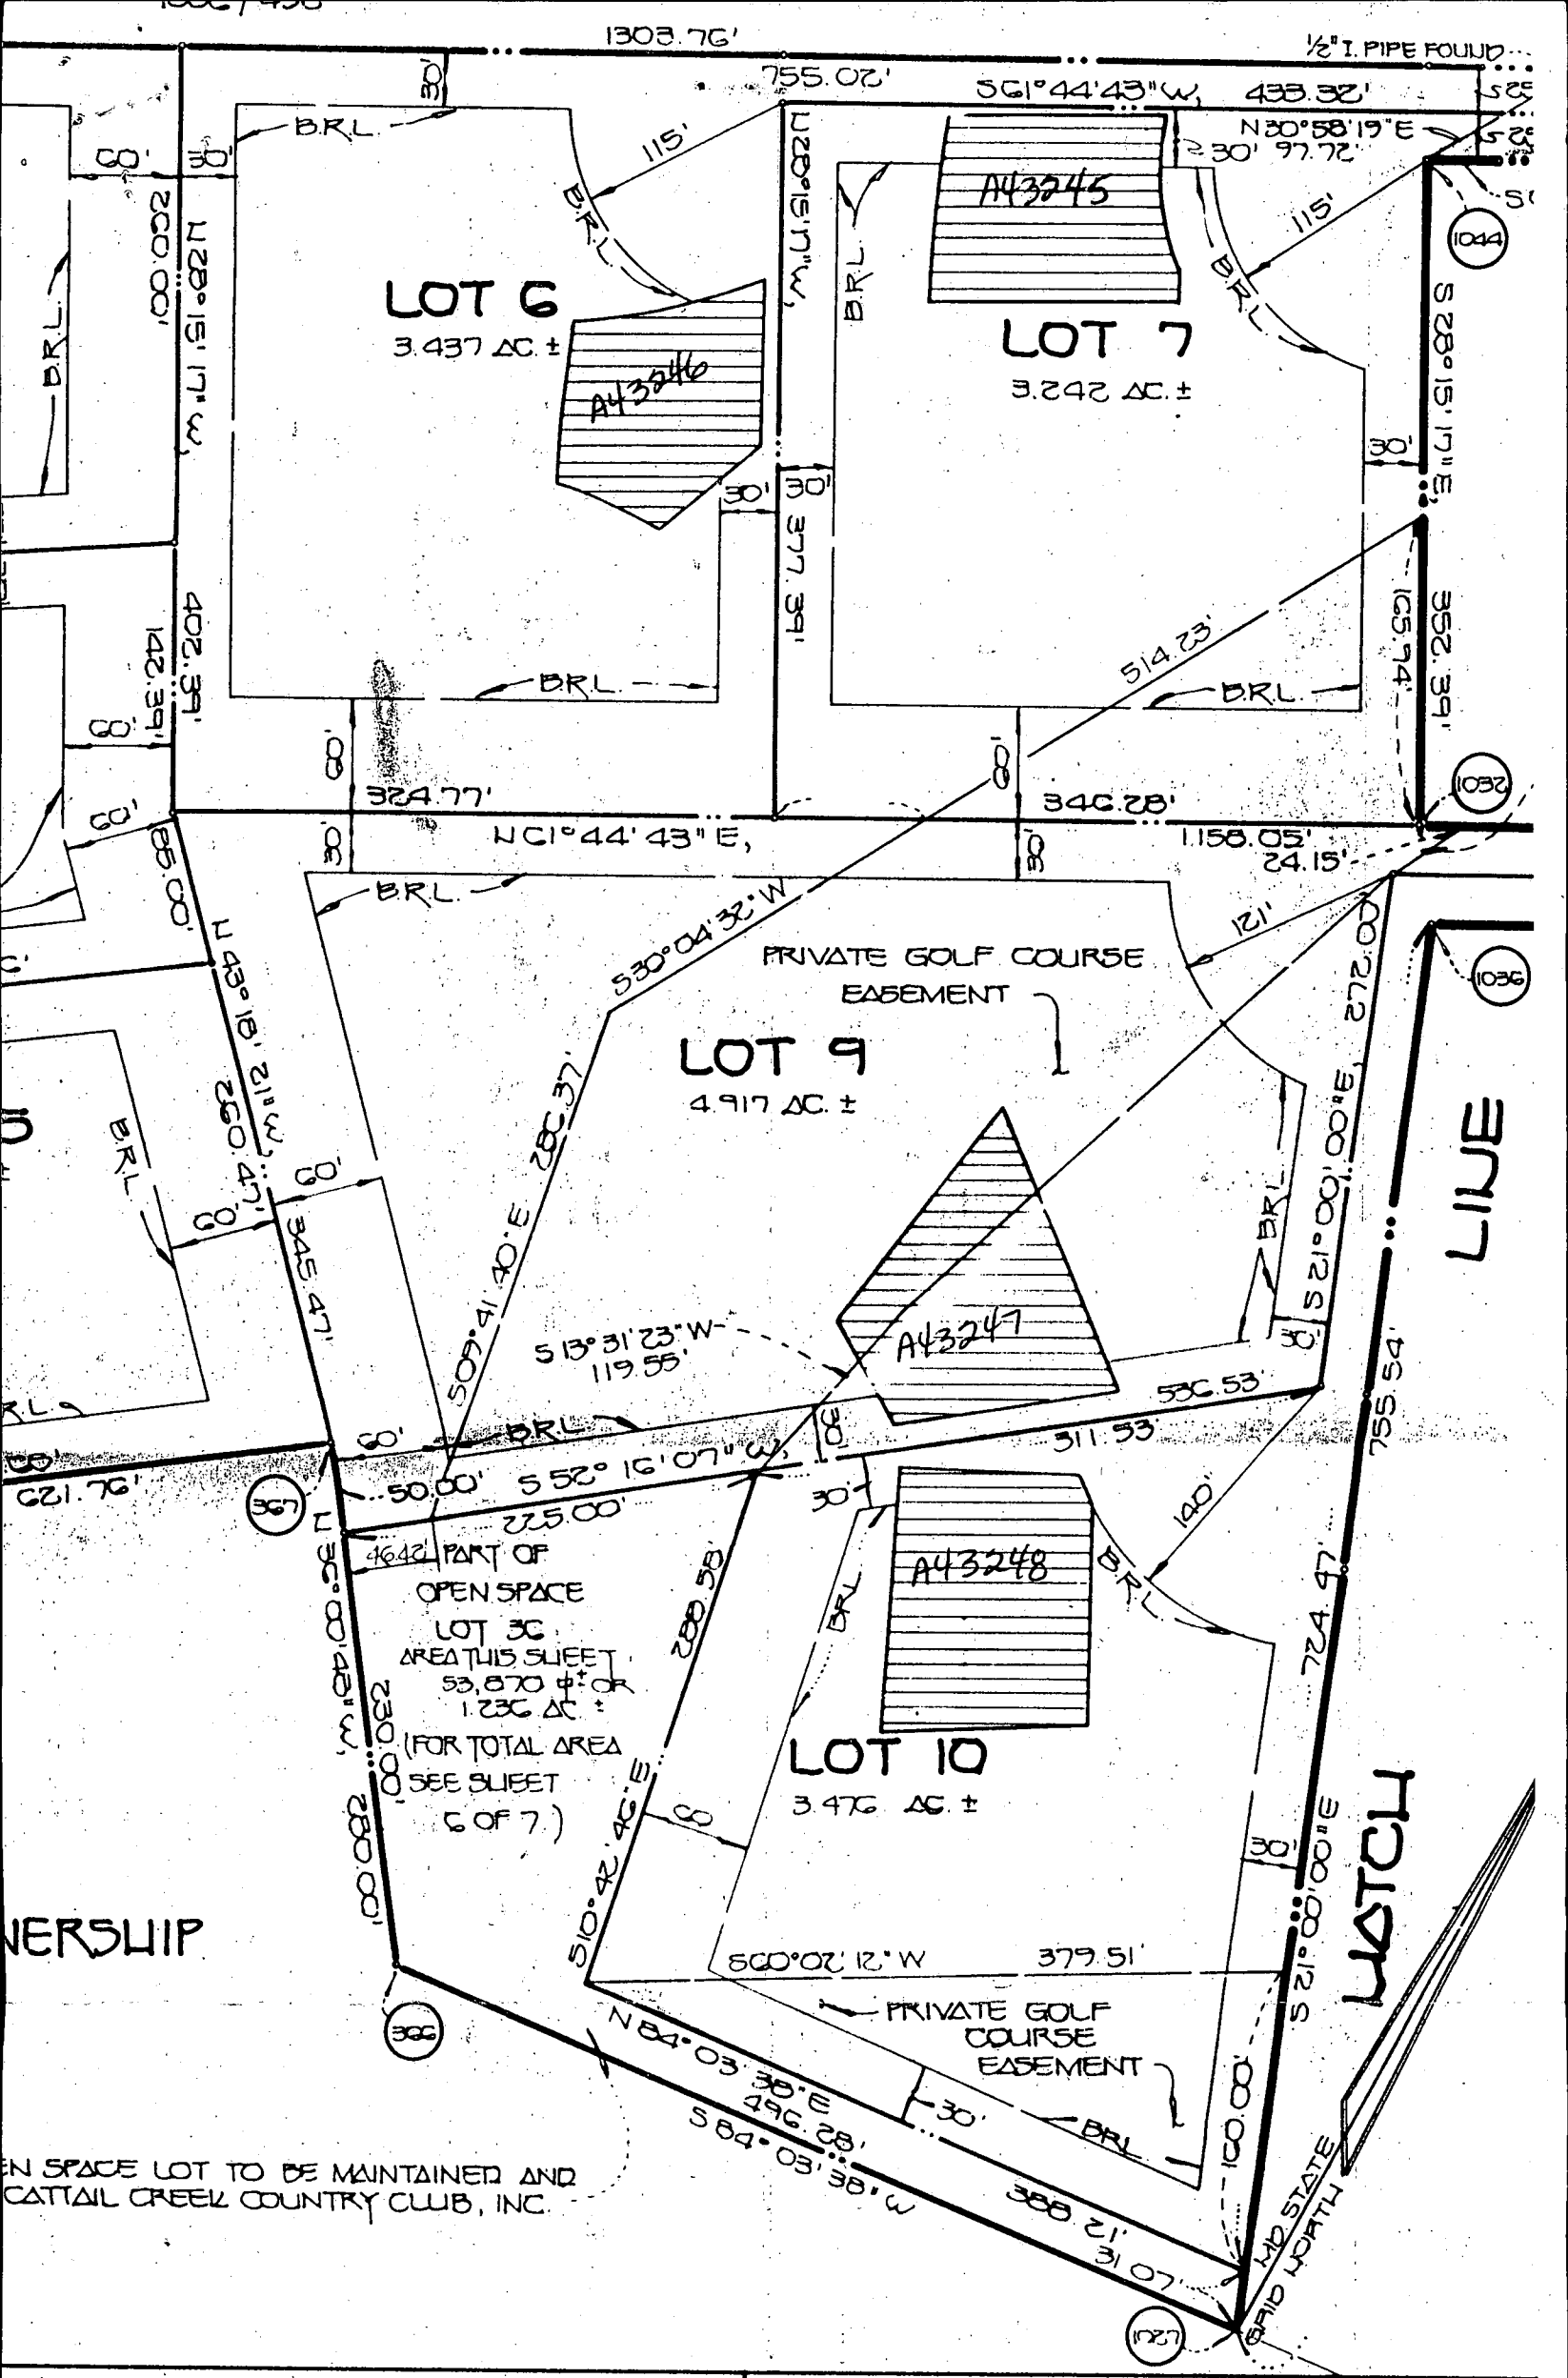 1303.76'
1/2" I. PIPE FOUND
755.02'
S61°44'43"W, 433.32'
N30°58'19"E
97.72'
30'
30'
B.R.L.
115'
60'
30'
200.00'
N28°15'17"W,
B.R.L.
B.R.L.
N28°15'17"W,
A43245
B.R.L.
B.R.L.
115'
1044
S28°15'17"E,
LOT 6
3.437 AC. ±
A43246
LOT 7
3.242 AC. ±
30'
30'
30'
377.39'
402.39'
142.39'
514.23'
165.94'
352.39'
B.R.L.
B.R.L.
60'
60'
60'
1032
324.77'
346.28'
N61°44'43"E,
1,158.05'
24.15'
60'
85.00'
30'
30'
B.R.L.
121'
272.00'
S30°04'32"W
PRIVATE GOLF COURSE
EASEMENT
1036
N43°18'21"W,
260.47'
LOT 9
4.917 AC. ±
286.37'
S09°41'40"E
5
B.R.L.
60'
60'
345.47'
B.R.L.
S21°00'00"E,
LINE
S13°31'23"W
119.55'
A43247
30'
755.54'
R.L.
536.53'
60'
B.R.L.
30'
311.53'
621.76'
367
50.00'
S52°16'07"W,
225.00'
30'
140'
46.42'
PART OF
OPEN SPACE
LOT 36
AREA THIS SHEET
53,870 ± OR
1.236 AC. ±
(FOR TOTAL AREA
SEE SHEET
6 OF 7.)
N36°00'48"W,
230.00'
280.00'
288.58'
S10°42'46"E
BRL
A43248
B.R.L.
724.47'
LOT 10
3.476 AC. ±
60
30'
S21°00'00"E
MATCH
NERSHIP
S60°02'12"W 379.51'
PRIVATE GOLF
COURSE
EASEMENT
366
N84°03'38"E
496.28'
S84°03'38"W
30'
BRL
160.00'
388.21'
31.07'
EN SPACE LOT TO BE MAINTAINED AND
CATTAIL CREEK COUNTRY CLUB, INC.
MD. STATE
GRID NORTH
1027